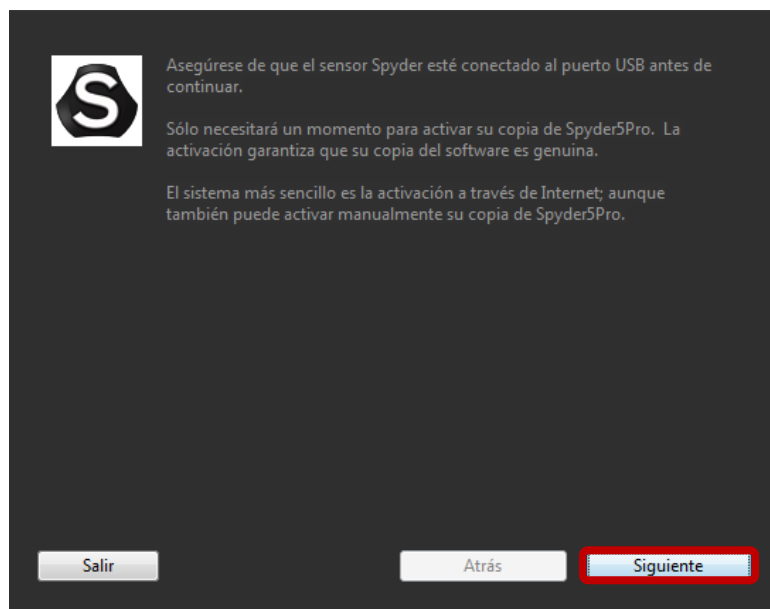 S
Asegúrese de que el sensor Spyder esté conectado al puerto USB antes de
continuar.
Sólo necesitará un momento para activar su copia de Spyder5Pro. La
activación garantiza que su copia del software es genuina.
El sistema más sencillo es la activación a través de Internet; aunque
también puede activar manualmente su copia de Spyder5Pro.
Salir
Atrás
Siguiente